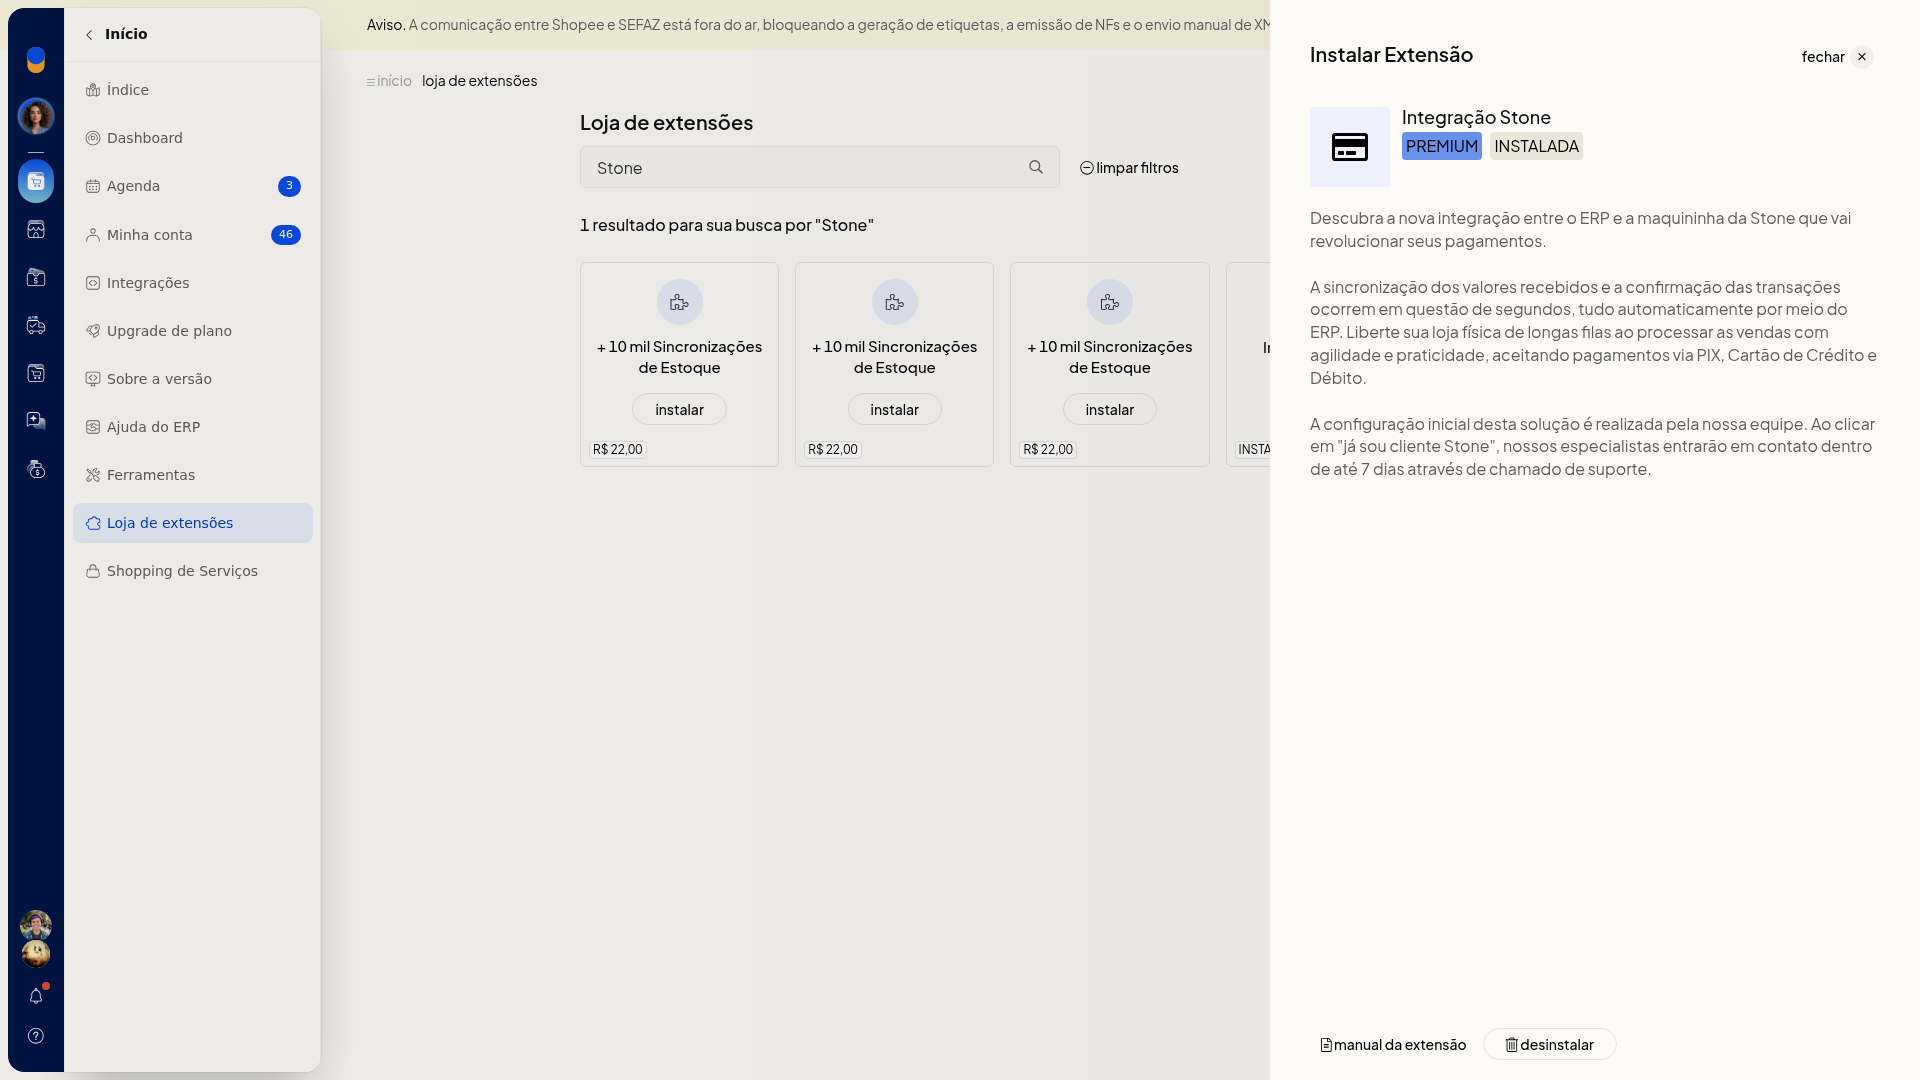 Início
Índice
Dashboard
Agenda
3
Minha conta
46
Integrações
Upgrade de plano
Sobre a versão
Ajuda do ERP
Ferramentas
Loja de extensões
Shopping de Serviços
Aviso. A comunicação entre Shopee e SEFAZ está fora do ar, bloqueando a geração de etiquetas, a emissão de NFs e o envio manual de
início loja de extensões
Loja de extensões
Stone
limpar filtros
1 resultado para sua busca por "Stone"
+ 10 mil Sincronizações
de Estoque
instalar
R$ 22,00
+ 10 mil Sincronizações
de Estoque
instalar
R$ 22,00
+ 10 mil Sincronizações
de Estoque
instalar
R$ 22,00
Instalar Extensão
fechar
Integração Stone
PREMIUM INSTALADA
Descubra a nova integração entre o ERP e a maquininha da Stone que vai
revolucionar seus pagamentos.
A sincronização dos valores recebidos e a confirmação das transações
ocorrem em questão de segundos, tudo automaticamente por meio do
ERP. Liberte sua loja física de longas filas ao processar as vendas com
agilidade e praticidade, aceitando pagamentos via PIX, Cartão de Crédito e
Débito.
A configuração inicial desta solução é realizada pela nossa equipe. Ao clicar
em "já sou cliente Stone", nossos especialistas entrarão em contato dentro
de até 7 dias através de chamado de suporte.
manual da extensão
desinstalar